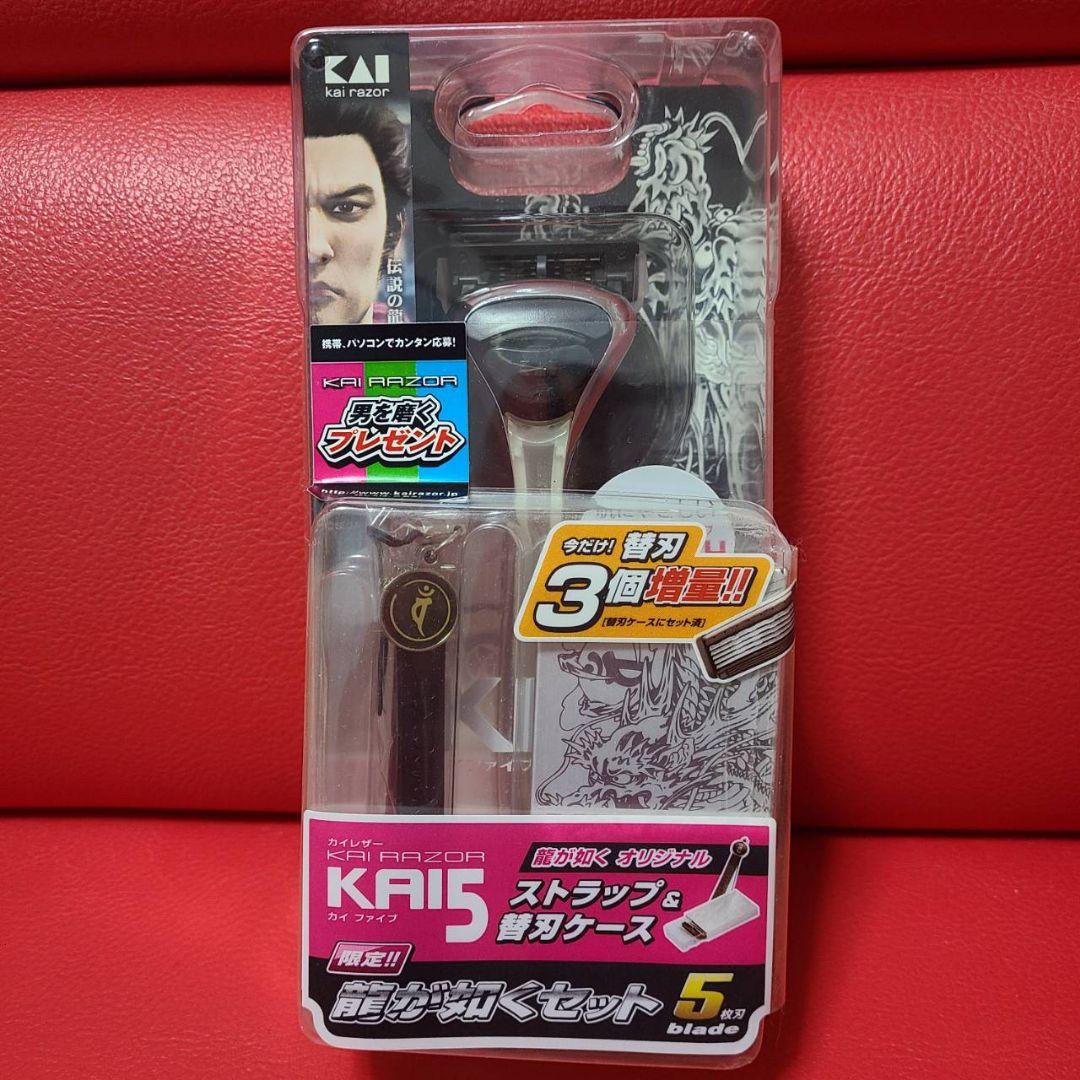 KAI
kai razor
伝説の龍
携帯、パソコンでカンタン応募!
KAI RAZOR
男を磨く
プレゼント
http://www.kairazor.jp
今だけ! 替刃
3個増量!!
[替刃ケースにセット済]
ファイブ
カイレザー
KAI RAZOR
KAI5
カイ ファイブ
龍が如く オリジナル
ストラップ&
替刃ケース
限定!!
龍が如くセット
5枚刃
blade